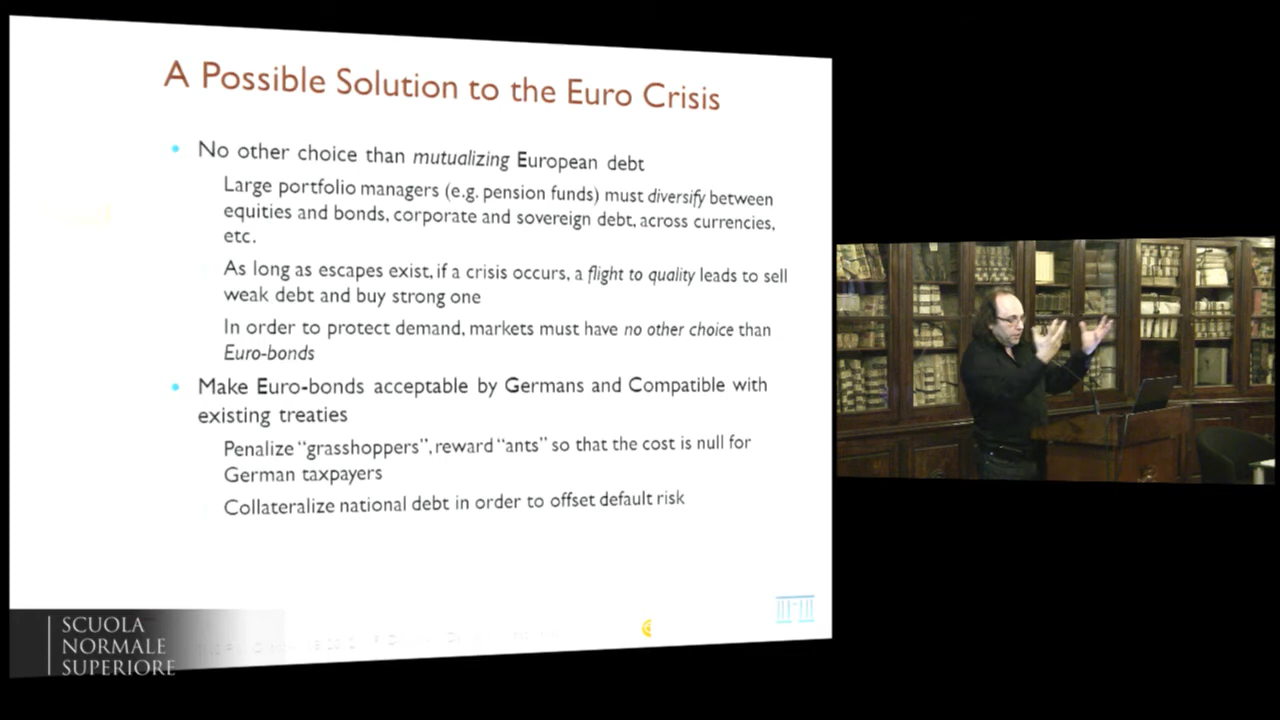 A Possible Solution to the Euro Crisis
No other choice than mutualizing European debt
Large portfolio managers (e.g. pension funds) must diversify between
equities and bonds, corporate and sovereign debt, across currencies,
etc.
As long as escapes exist, if a crisis occurs, a flight to quality leads to sell
weak debt and buy strong one
In order to protect demand, markets must have no other choice than
Euro-bonds
Make Euro-bonds acceptable by Germans and Compatible with
existing treaties
Penalize “grasshoppers”, reward “ants” so that the cost is null for
German taxpayers
Collateralize national debt in order to offset default risk
SCUOLA
NORMALE
SUPERIORE